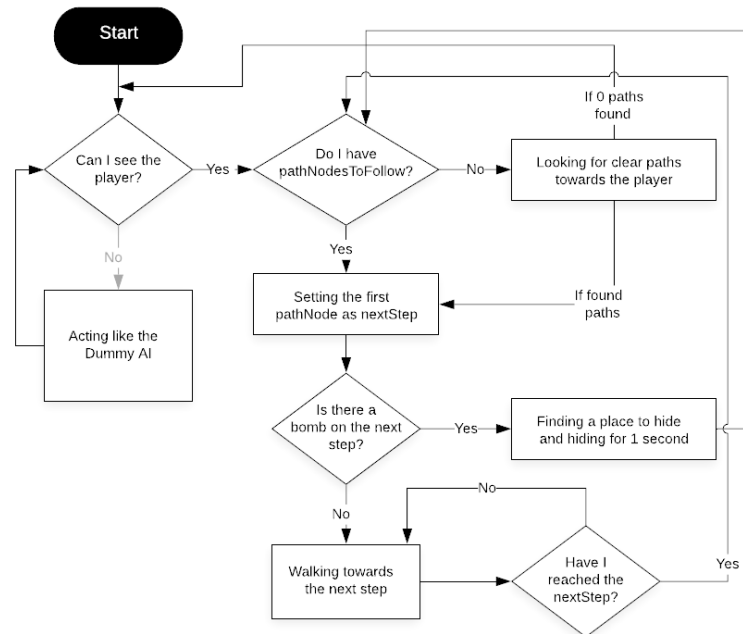 Start
If 0 paths
found
Can I see the
player?
Yes
Do I have
pathNodesToFollow?
No
Looking for clear paths
towards the player
No
Yes
Acting like the
Dummy AI
Setting the first
pathNode as nextStep
If found
paths
Is there a
bomb on the next
step?
Yes
Finding a place to hide
and hiding for 1 second
No
No
Walking towards
the next step
Have I
reached the
nextStep?
Yes